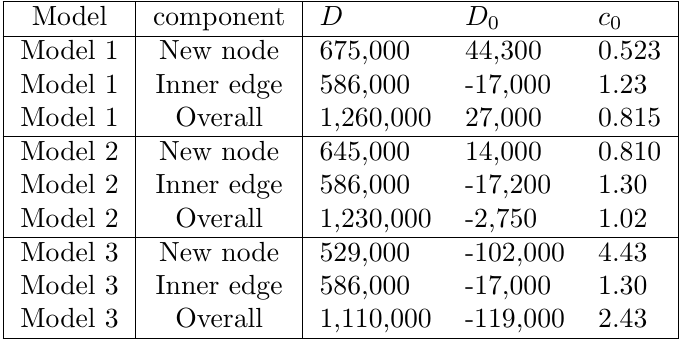 Model component D D₀ c₀
Model 1 New node 675,000 44,300 0.523
Model 1 Inner edge 586,000 -17,000 1.23
Model 1 Overall 1,260,000 27,000 0.815
Model 2 New node 645,000 14,000 0.810
Model 2 Inner edge 586,000 -17,200 1.30
Model 2 Overall 1,230,000 -2,750 1.02
Model 3 New node 529,000 -102,000 4.43
Model 3 Inner edge 586,000 -17,000 1.30
Model 3 Overall 1,110,000 -119,000 2.43